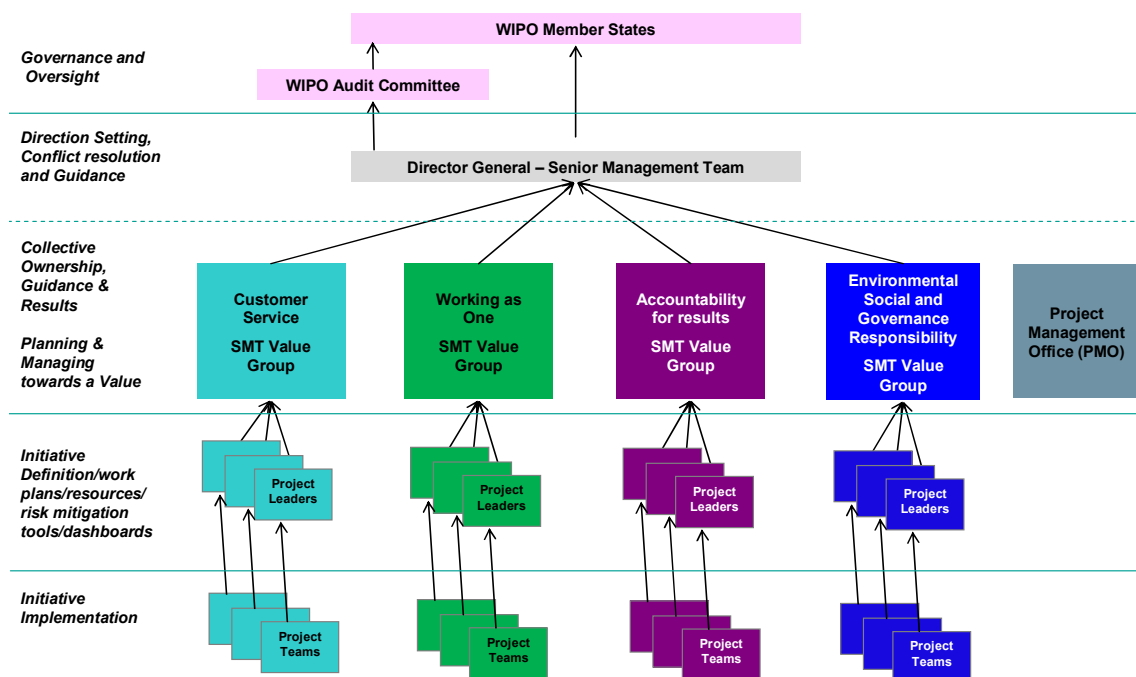 WIPO Member States
Governance and
Oversight
WIPO Audit Committee
Direction Setting,
Conflict resolution
and Guidance
Director General – Senior Management Team
Collective
Ownership,
Guidance &
Results
Planning &
Managing
towards a Value
Customer
Service
SMT Value
Group
Working as
One
SMT Value
Group
Accountability
for results
SMT Value
Group
Environmental
Social and
Governance
Responsibility
SMT Value
Group
Project
Management
Office (PMO)
Initiative
Definition/work
plans/resources/
risk mitigation
tools/dashboards
Project
Leaders
Project
Leaders
Project
Leaders
Project
Leaders
Initiative
Implementation
Project
Teams
Project
Teams
Project
Teams
Project
Teams